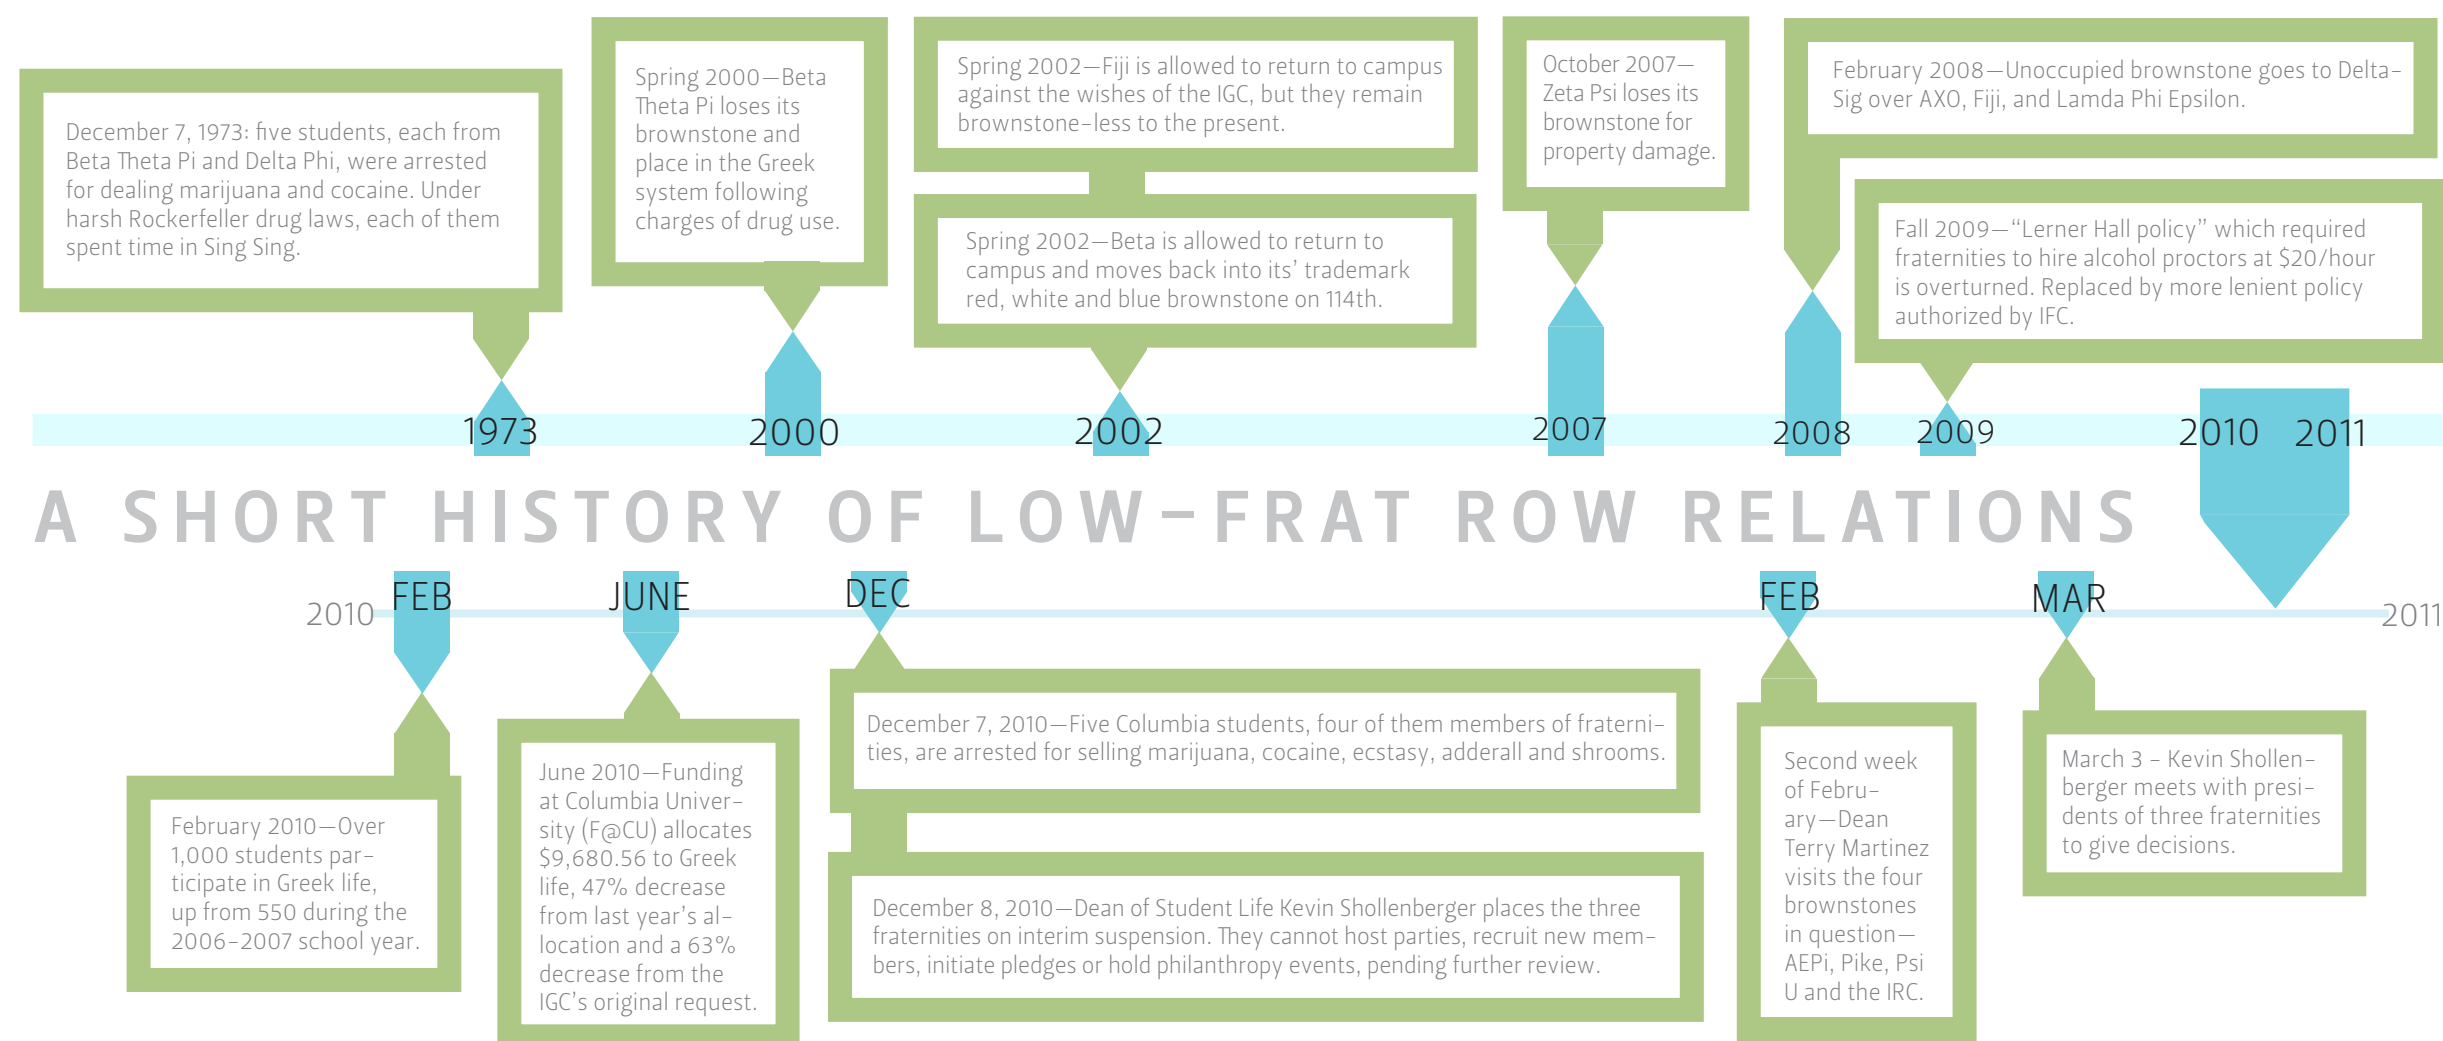 December 7, 1973: five students, each from
Beta Theta Pi and Delta Phi, were arrested
for dealing marijuana and cocaine. Under
harsh Rockerfeller drug laws, each of them
spent time in Sing Sing.
Spring 2000—Beta
Theta Pi loses its
brownstone and
place in the Greek
system following
charges of drug use.
Spring 2002—Fiji is allowed to return to campus
against the wishes of the IGC, but they remain
brownstone-less to the present.
Spring 2002—Beta is allowed to return to
campus and moves back into its' trademark
red, white and blue brownstone on 114th.
October 2007—
Zeta Psi loses its
brownstone for
property damage.
February 2008—Unoccupied brownstone goes to Delta-
Sig over AXO, Fiji, and Lamda Phi Epsilon.
Fall 2009—“Lerner Hall policy” which required
fraternities to hire alcohol proctors at $20/hour
is overturned. Replaced by more lenient policy
authorized by IFC.
1973 2000 2002 2007 2008 2009 2010 2011
A SHORT HISTORY OF LOW-FRAT ROW RELATIONS
2010 FEB JUNE DEC FEB MAR 2011
February 2010—Over
1,000 students par-
ticipate in Greek life,
up from 550 during the
2006-2007 school year.
June 2010—Funding
at Columbia Univer-
sity (F@CU) allocates
$9,680.56 to Greek
life, 47% decrease
from last year's al-
location and a 63%
decrease from the
IGC's original request.
December 7, 2010—Five Columbia students, four of them members of fraterni-
ties, are arrested for selling marijuana, cocaine, ecstasy, adderall and shrooms.
December 8, 2010—Dean of Student Life Kevin Shollenberger places the three
fraternities on interim suspension. They cannot host parties, recruit new mem-
bers, initiate pledges or hold philanthropy events, pending further review.
Second week
of Febru-
ary—Dean
Terry Martinez
visits the four
brownstones
in question—
AEPi, Pike, Psi
U and the IRC.
March 3 - Kevin Shollen-
berger meets with presi-
dents of three fraternities
to give decisions.